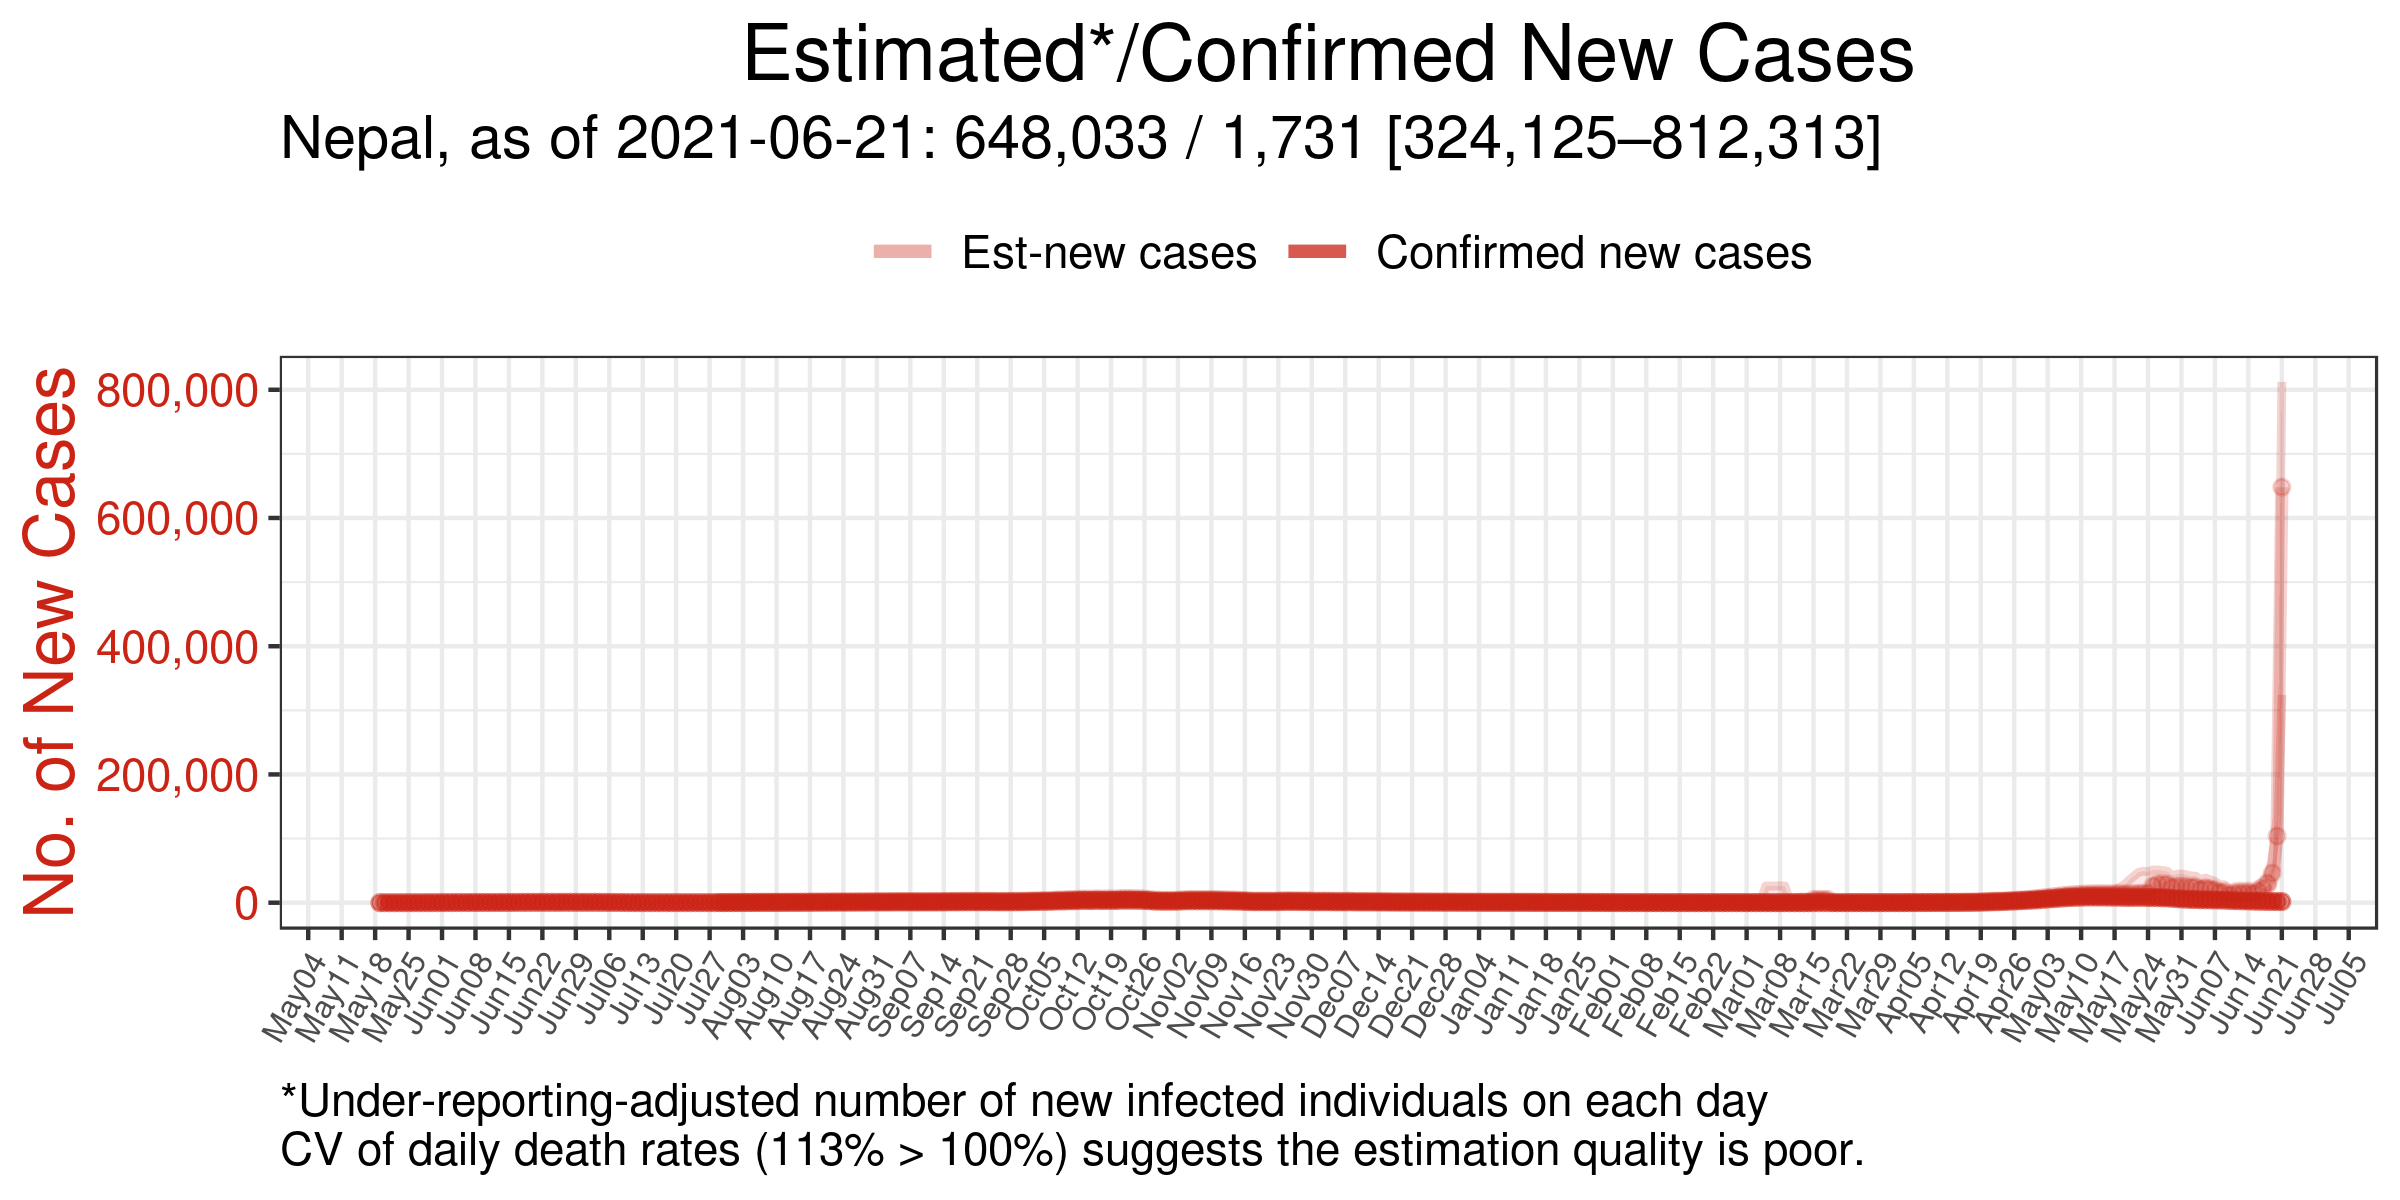 Estimated*/Confirmed New Cases
Nepal, as of 2021-06-21: 648,033 / 1,731 [324,125–812,313]
Est-new cases
Confirmed new cases
No. of New Cases
800,000
600,000
400,000
200,000
0
May04
May11
May18
May25
Jun01
Jun08
Jun15
Jun22
Jun29
Jul06
Jul13
Jul20
Jul27
Aug03
Aug10
Aug17
Aug24
Aug31
Sep07
Sep14
Sep21
Sep28
Oct05
Oct12
Oct19
Oct26
Nov02
Nov09
Nov16
Nov23
Nov30
Dec07
Dec14
Dec21
Dec28
Jan04
Jan11
Jan18
Jan25
Feb01
Feb08
Feb15
Feb22
Mar01
Mar08
Mar15
Mar22
Mar29
Apr05
Apr12
Apr19
Apr26
May03
May10
May17
May24
May31
Jun07
Jun14
Jun21
Jun28
Jul05
*Under-reporting-adjusted number of new infected individuals on each day
CV of daily death rates (113% > 100%) suggests the estimation quality is poor.